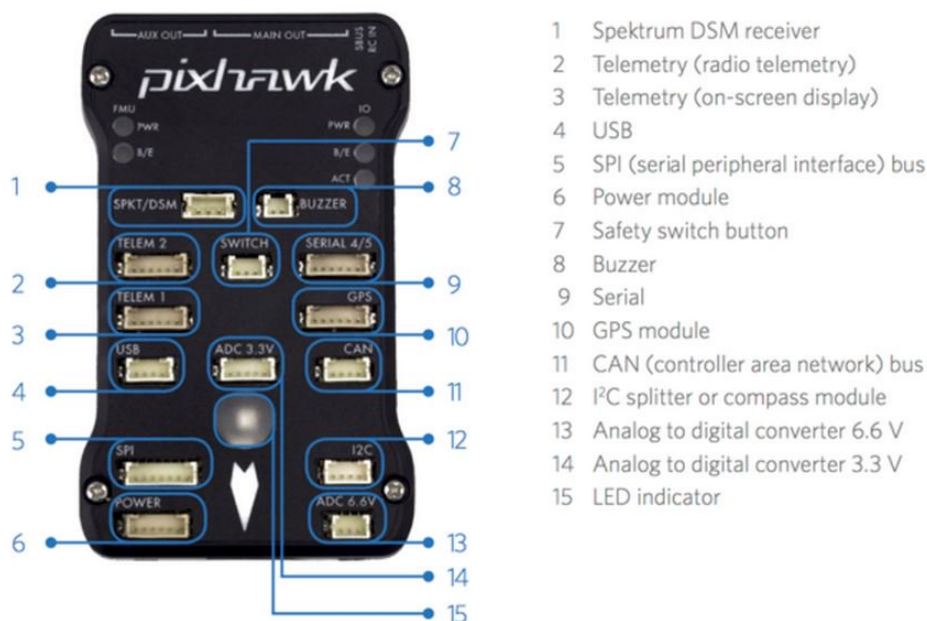 AUX OUT MAIN OUT SBUS
RC IN
pixhawk
FMU IO
PWR PWR
B/E B/E
ACT
7
1 8
SPKT/DSM BUZZER
TELEM 2 SWITCH SERIAL 4/5
2 9
TELEM 1 GPS
3 10
USB ADC 3.3V CAN
4 11
5 12
SPI I2C
POWER ADC 6.6V
6 13
14
15
1 Spektrum DSM receiver
2 Telemetry (radio telemetry)
3 Telemetry (on-screen display)
4 USB
5 SPI (serial peripheral interface) bus
6 Power module
7 Safety switch button
8 Buzzer
9 Serial
10 GPS module
11 CAN (controller area network) bus
12 I²C splitter or compass module
13 Analog to digital converter 6.6 V
14 Analog to digital converter 3.3 V
15 LED indicator